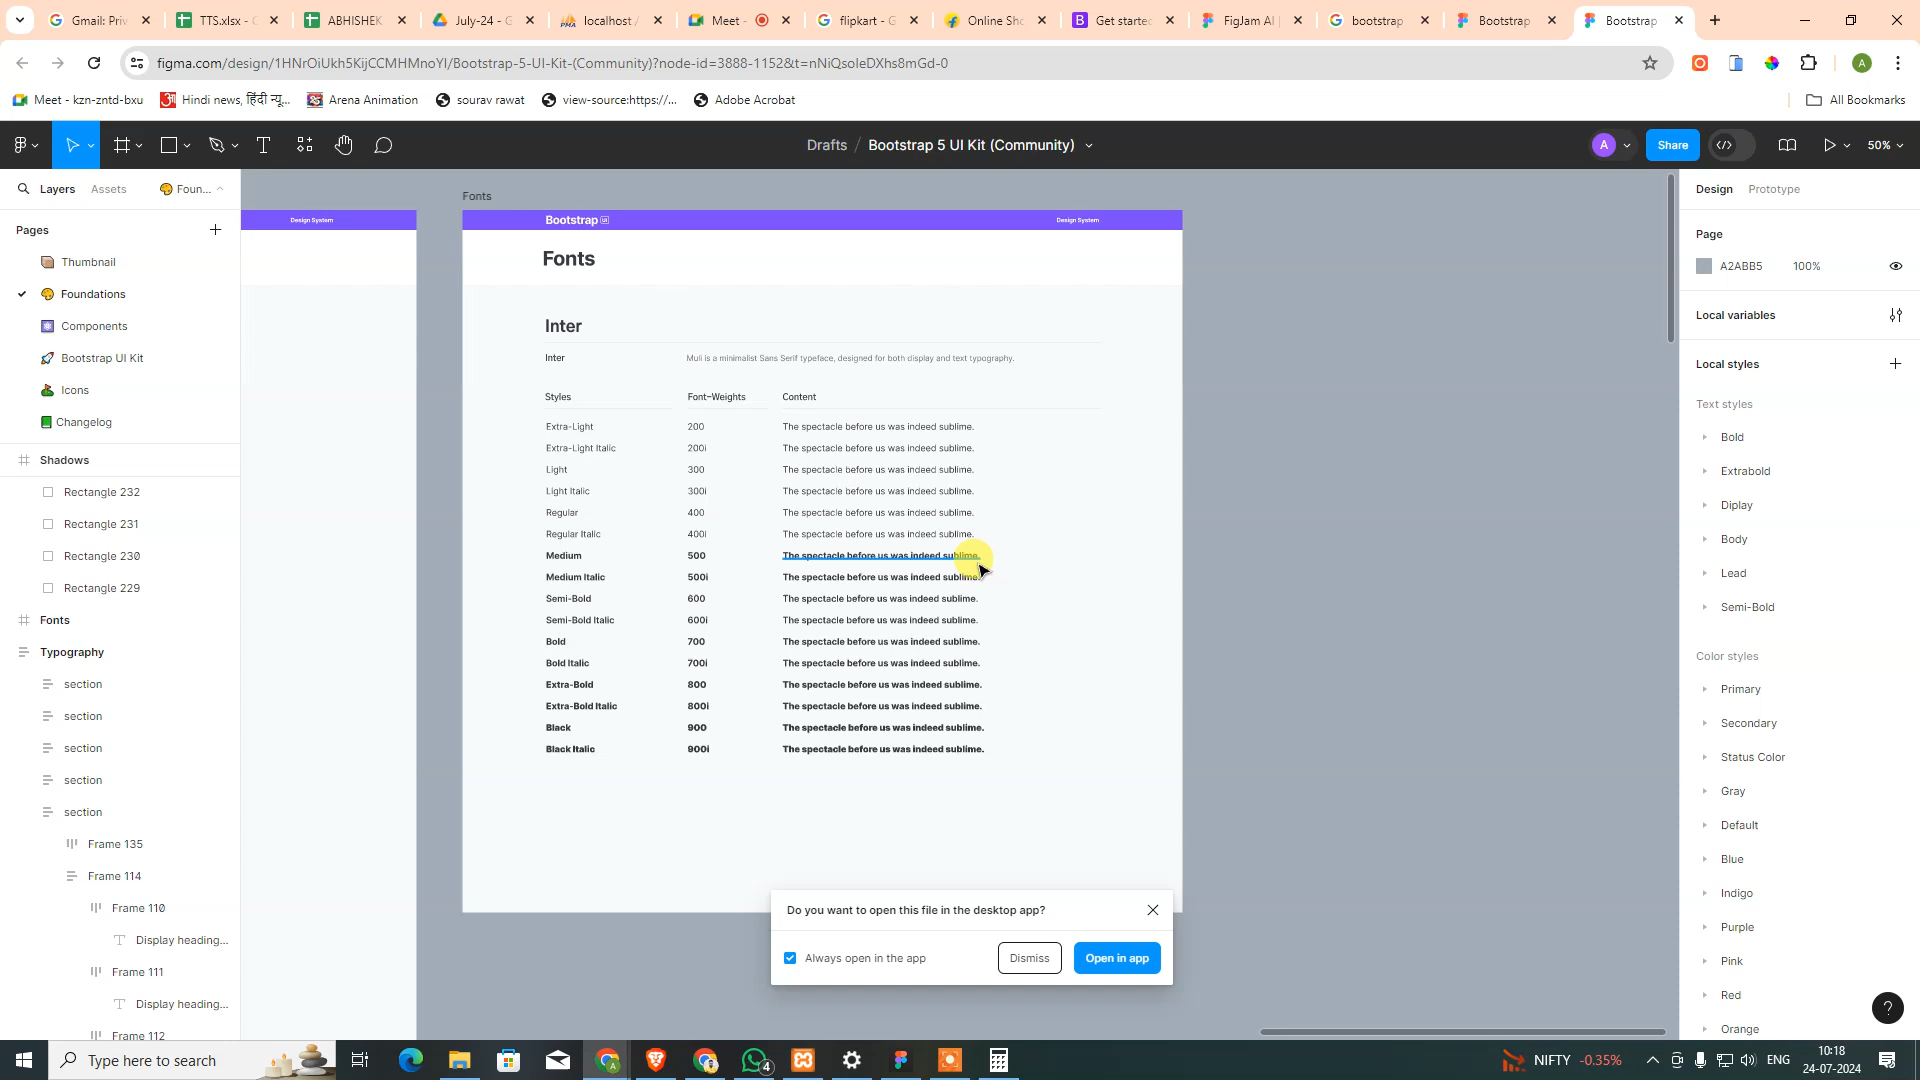 Gmail: Priv
TTS.xlsx - G
ABHISHEK
July-24 - G
localhost /
Meet -
flipkart - G
Online Sho
Get started
FigJam AI |
bootstrap
Bootstrap
Bootstrap
figma.com/design/1HNrOiUkh5KijCCMHMnoYI/Bootstrap-5-UI-Kit-(Community)?node-id=3888-1152&t=nNiQsoleDXhs8mGd-0
A
Meet - kzn-zntd-bxu
Hindi news, हिंदी न्यू...
Arena Animation
sourav rawat
view-source:https://...
Adobe Acrobat
All Bookmarks
Drafts / Bootstrap 5 UI Kit (Community)
A
Share
50%
Layers
Assets
Foun...
Pages
Thumbnail
Foundations
Components
Bootstrap UI Kit
Icons
Changelog
Shadows
Rectangle 232
Rectangle 231
Rectangle 230
Rectangle 229
Fonts
Typography
section
section
section
section
section
Frame 135
Frame 114
Frame 110
Display heading...
Frame 111
Display heading...
Frame 112
Design System
Fonts
Bootstrap UI
Design System
Fonts
Inter
Inter
Muli is a minimalist Sans Serif typeface, designed for both display and text typography.
Styles Font-Weights Content
Extra-Light 200 The spectacle before us was indeed sublime.
Extra-Light Italic 200i The spectacle before us was indeed sublime.
Light 300 The spectacle before us was indeed sublime.
Light Italic 300i The spectacle before us was indeed sublime.
Regular 400 The spectacle before us was indeed sublime.
Regular Italic 400i The spectacle before us was indeed sublime.
Medium 500 The spectacle before us was indeed sublime.
Medium Italic 500i The spectacle before us was indeed sublime.
Semi-Bold 600 The spectacle before us was indeed sublime.
Semi-Bold Italic 600i The spectacle before us was indeed sublime.
Bold 700 The spectacle before us was indeed sublime.
Bold Italic 700i The spectacle before us was indeed sublime.
Extra-Bold 800 The spectacle before us was indeed sublime.
Extra-Bold Italic 800i The spectacle before us was indeed sublime.
Black 900 The spectacle before us was indeed sublime.
Black Italic 900i The spectacle before us was indeed sublime.
Do you want to open this file in the desktop app?
Always open in the app
Dismiss
Open in app
Design
Prototype
Page
A2ABB5 100%
Local variables
Local styles
Text styles
Bold
Extrabold
Diplay
Body
Lead
Semi-Bold
Color styles
Primary
Secondary
Status Color
Gray
Default
Blue
Indigo
Purple
Pink
Red
Orange
?
Type here to search
4
NIFTY -0.35%
ENG
10:18
24-07-2024